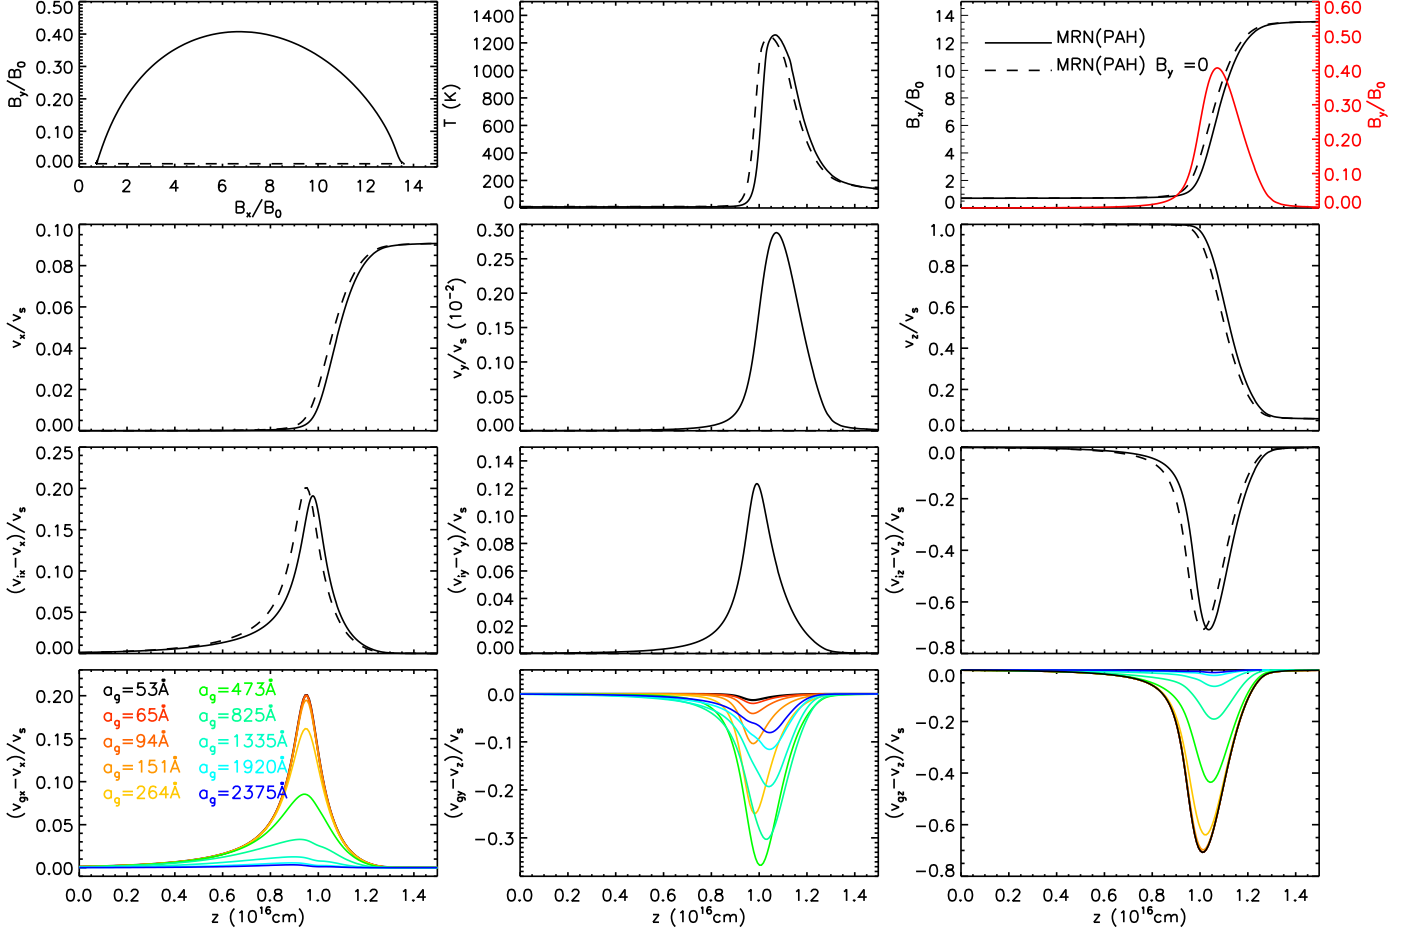 0.50
0.40
0.30
0.20
0.10
0.00
B_y/B_0
0 2 4 6 8 10 12 14
B_x/B_0
1400
1200
1000
800
600
400
200
0
T (K)
14
12
10
8
6
4
2
0
B_x/B_0
MRN(PAH)
MRN(PAH) B_y =0
0.60
0.50
0.40
0.30
0.20
0.10
0.00
B_y/B_0
0.10
0.08
0.06
0.04
0.02
0.00
v_x/v_s
0.30
0.25
0.20
0.15
0.10
0.05
0.00
v_y/v_s (10^-2)
1.0
0.8
0.6
0.4
0.2
0.0
v_z/v_s
0.25
0.20
0.15
0.10
0.05
0.00
(v_ix−v_x)/v_s
0.14
0.12
0.10
0.08
0.06
0.04
0.02
0.00
(v_iy−v_y)/v_s
0.0
−0.2
−0.4
−0.6
−0.8
(v_iz−v_z)/v_s
0.20
0.15
0.10
0.05
0.00
(v_gx−v_x)/v_s
a_g=53Å a_g=473Å
a_g=65Å a_g=825Å
a_g=94Å a_g=1335Å
a_g=151Å a_g=1920Å
a_g=264Å a_g=2375Å
0.0 0.2 0.4 0.6 0.8 1.0 1.2 1.4
z (10^16cm)
0.0
−0.1
−0.2
−0.3
(v_gy−v_z)/v_s
0.0 0.2 0.4 0.6 0.8 1.0 1.2 1.4
z (10^16cm)
0.0
−0.2
−0.4
−0.6
−0.8
(v_gz−v_z)/v_s
0.0 0.2 0.4 0.6 0.8 1.0 1.2 1.4
z (10^16cm)